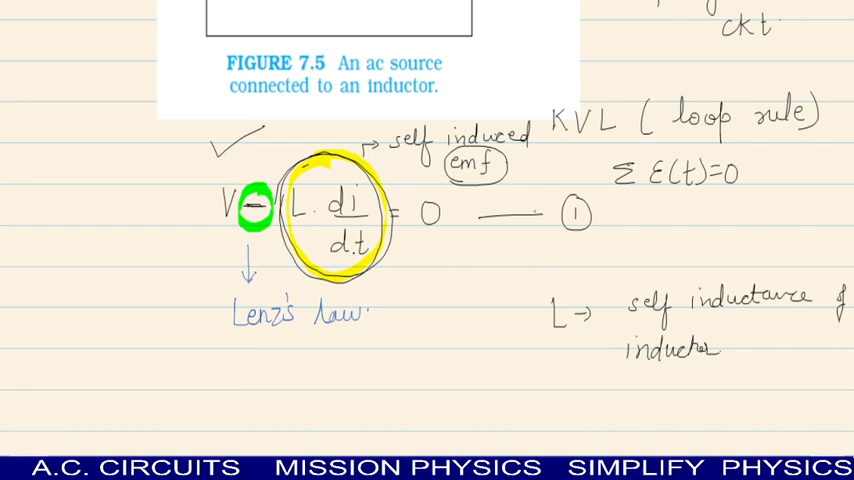 ckt.
FIGURE 7.5 An ac source
connected to an inductor.
KVL ( loop rule)
Σ ε(t)=0
→ self induced
emf
V - L. di/d.t = 0 —— ①
Lenz's law.
L → self inductance of
inductor
A.C. CIRCUITS MISSION PHYSICS SIMPLIFY PHYSICS